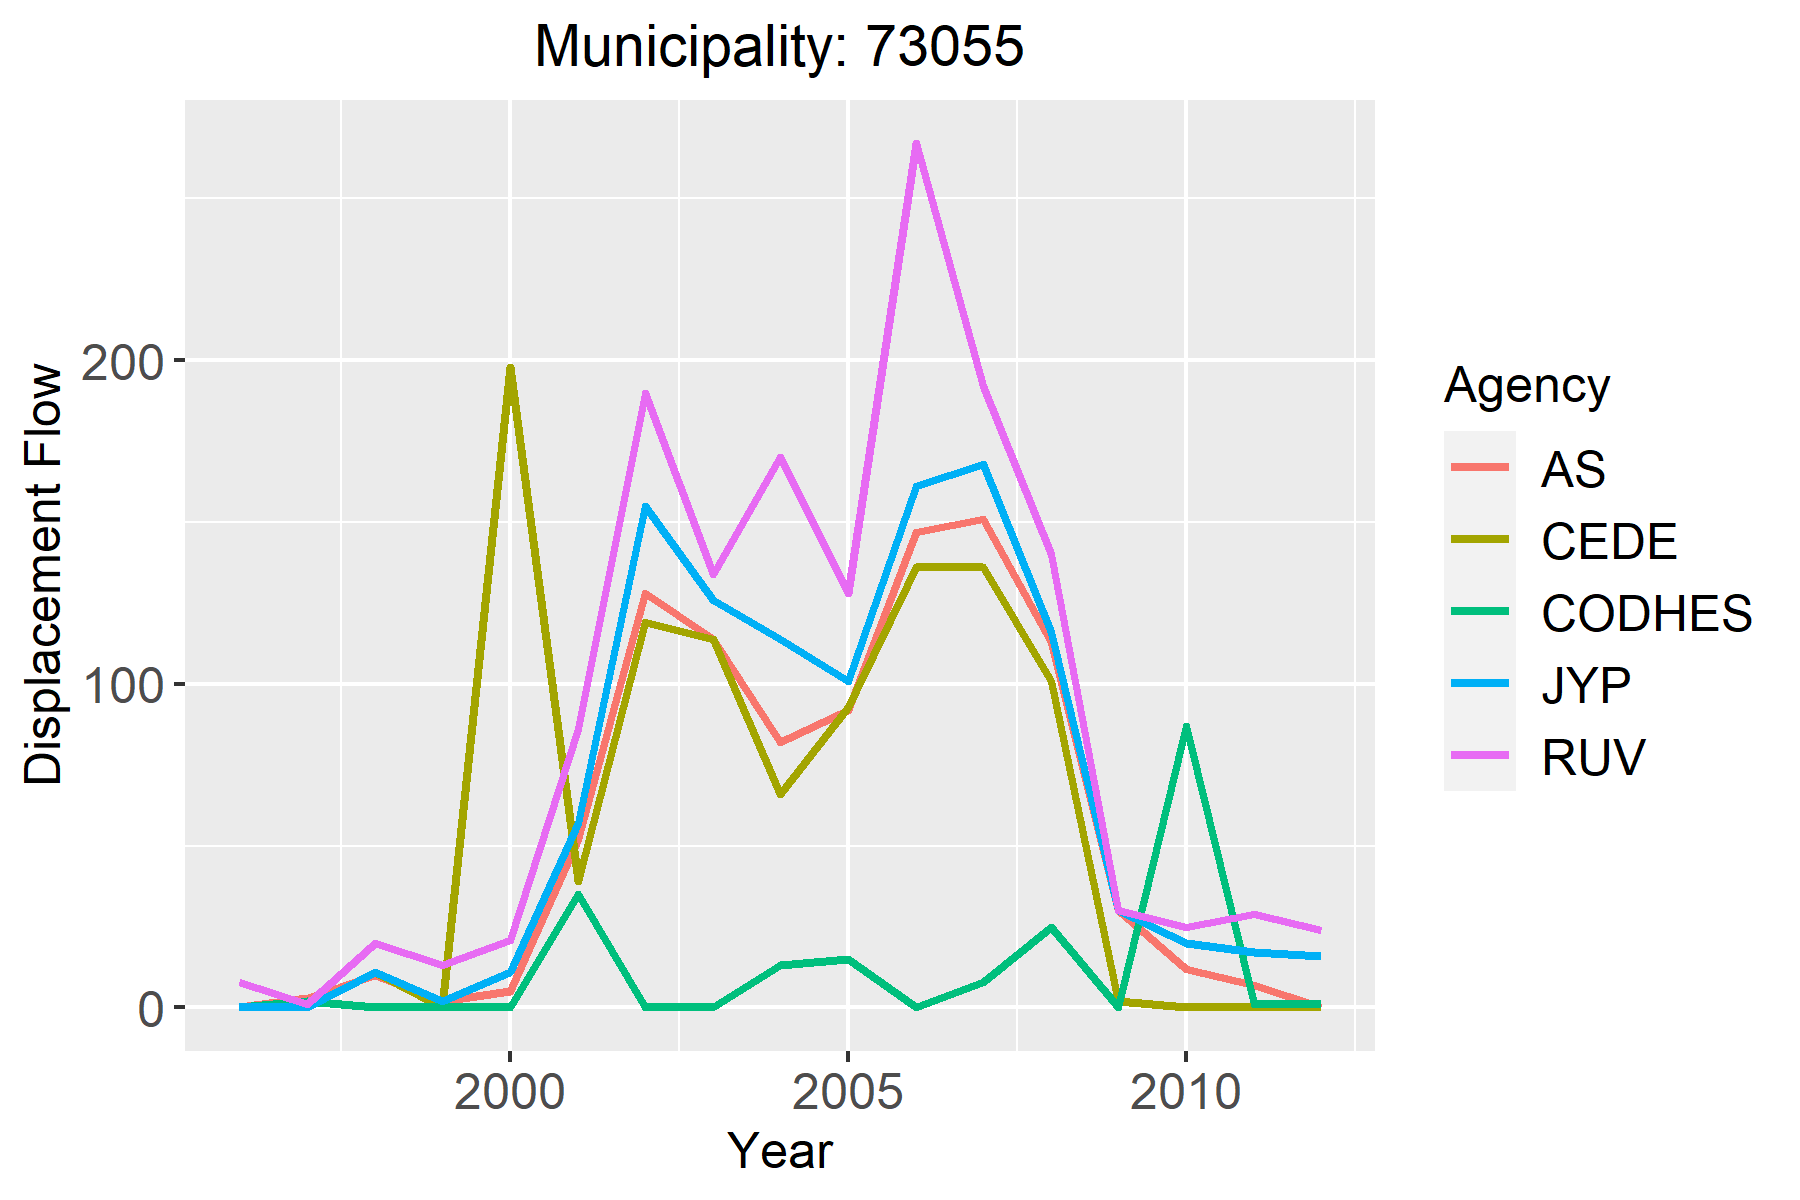 Municipality: 73055
Displacement Flow
200
100
0
2000 2005 2010
Year
Agency
AS
CEDE
CODHES
JYP
RUV